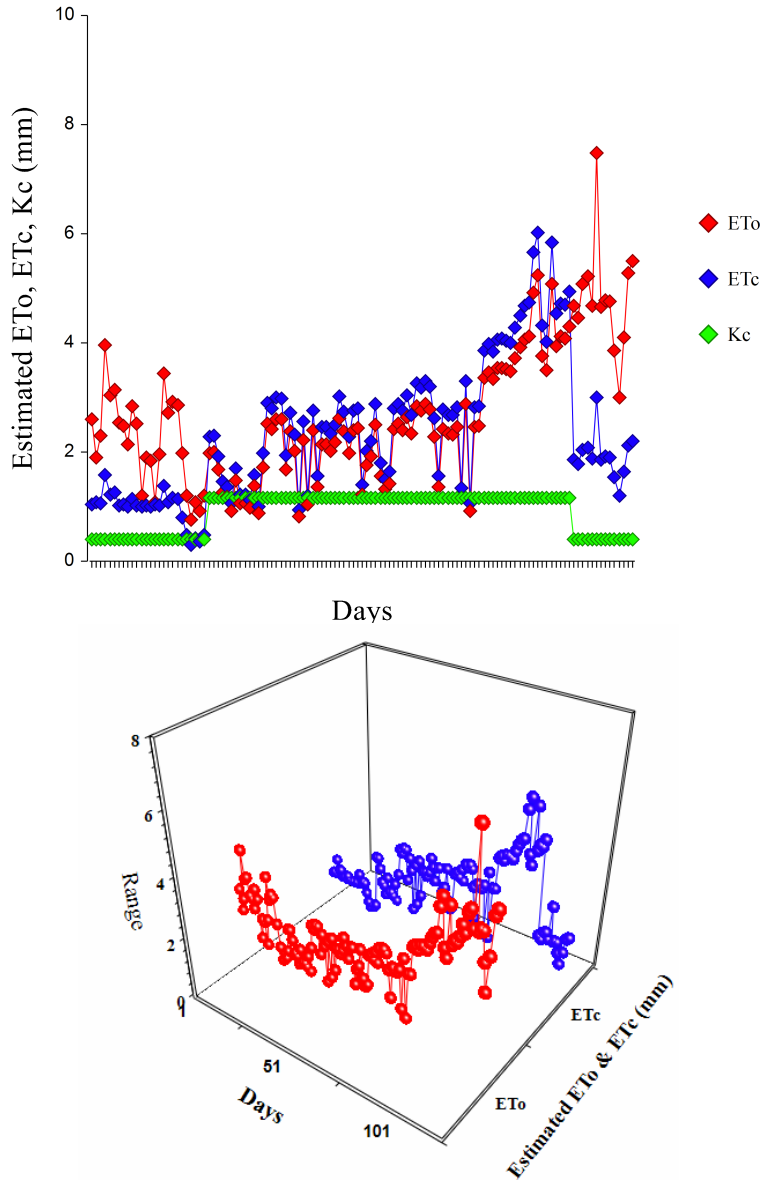 10
8
6
4
2
0
Estimated ETo, ETc, Kc (mm)
Days
ETo
ETc
Kc
8
6
4
2
0
1
Range
51
101
Days
ETo
ETc
Estimated ETo & ETc (mm)